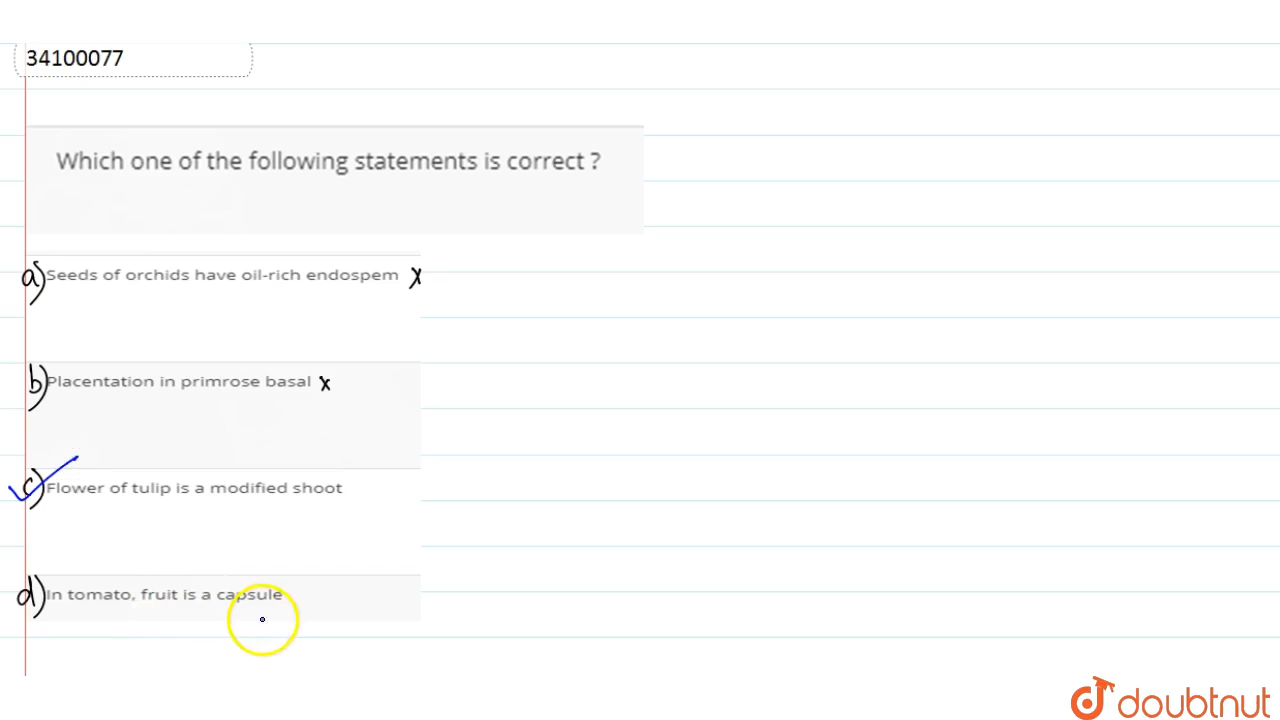 34100077
Which one of the following statements is correct ?
a) Seeds of orchids have oil-rich endospem x
b) Placentation in primrose basal x
c) Flower of tulip is a modified shoot
d) In tomato, fruit is a capsule
doubtnut